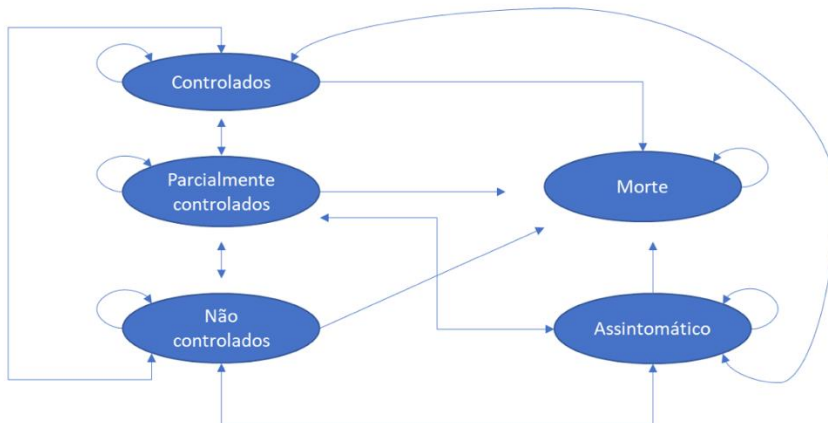 Controlados
Parcialmente
controlados
Morte
Não
controlados
Assintomático